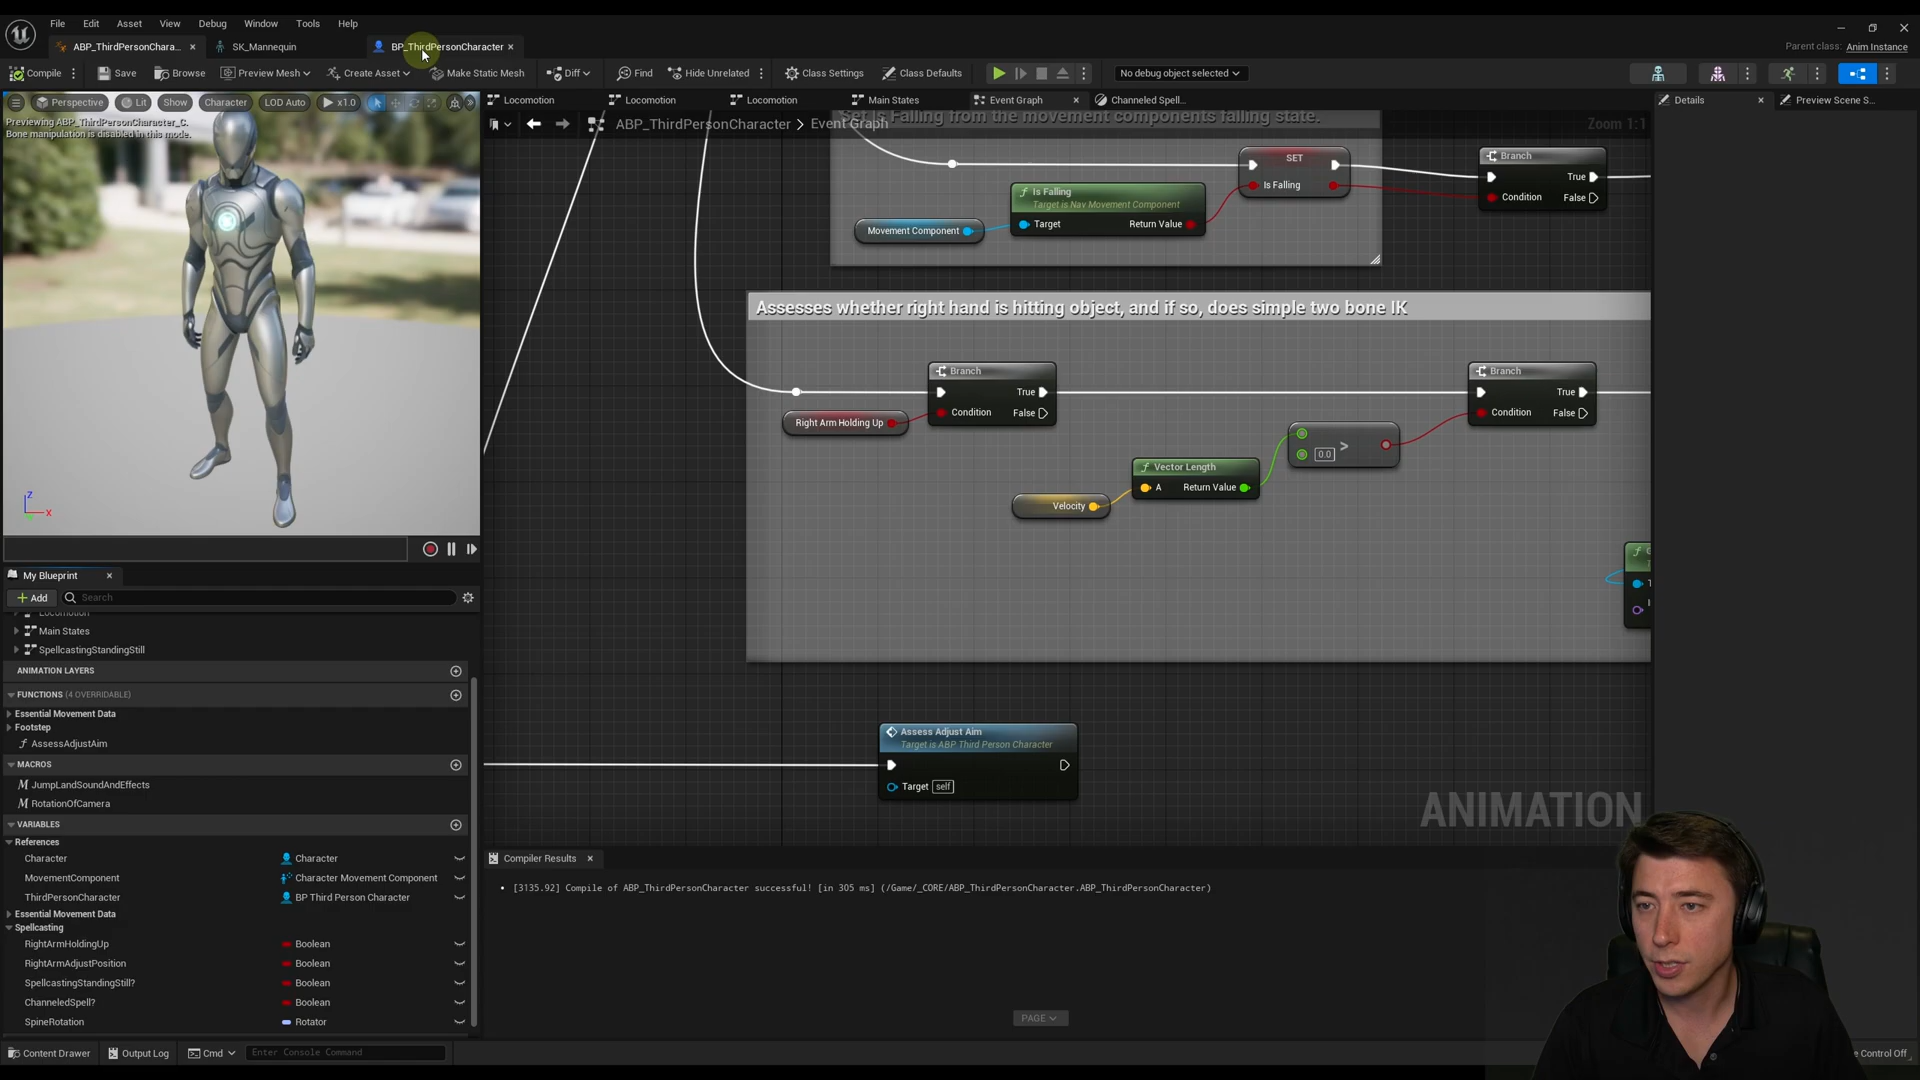 File Edit Asset View Debug Window Tools Help
ABP_ThirdPersonChara...
SK_Mannequin
BP_ThirdPersonCharacter
Parent class: Anim Instance
Compile
Save
Browse
Preview Mesh
Create Asset
Make Static Mesh
Diff
Find
Hide Unrelated
Class Settings
Class Defaults
No debug object selected
Perspective
Lit
Show
Character
LOD Auto
x1.0
Previewing ABP_ThirdPersonCharacter_C.
Bone manipulation is disabled in this mode.
Z
X
Locomotion
Locomotion
Locomotion
Main States
Event Graph
Channeled Spell...
Details
Preview Scene S...
ABP_ThirdPersonCharacter > Event Graph
Zoom 1:1
Set Is Falling from the movement components falling state.
SET
Is Falling
Is Falling
Target is Nav Movement Component
Target
Return Value
Movement Component
Branch
True
Condition
False
Assesses whether right hand is hitting object, and if so, does simple two bone IK
Branch
True
Condition
False
Right Arm Holding Up
Branch
True
Condition
False
0.0
>
Vector Length
A
Return Value
Velocity
Assess Adjust Aim
Target is ABP Third Person Character
Target self
ANIMATION
My Blueprint
Add
Search
Locomotion
Main States
SpellcastingStandingStill
ANIMATION LAYERS
FUNCTIONS (4 OVERRIDABLE)
Essential Movement Data
Footstep
AssessAdjustAim
MACROS
JumpLandSoundAndEffects
RotationOfCamera
VARIABLES
References
Character Character
MovementComponent Character Movement Component
ThirdPersonCharacter BP Third Person Character
Essential Movement Data
Spellcasting
RightArmHoldingUp Boolean
RightArmAdjustPosition Boolean
SpellcastingStandingStill? Boolean
ChanneledSpell? Boolean
SpineRotation Rotator
Compiler Results
[3135.92] Compile of ABP_ThirdPersonCharacter successful! [in 305 ms] (/Game/_CORE/ABP_ThirdPersonCharacter.ABP_ThirdPersonCharacter)
PAGE
Content Drawer
Output Log
Cmd
Enter Console Command
Control Off